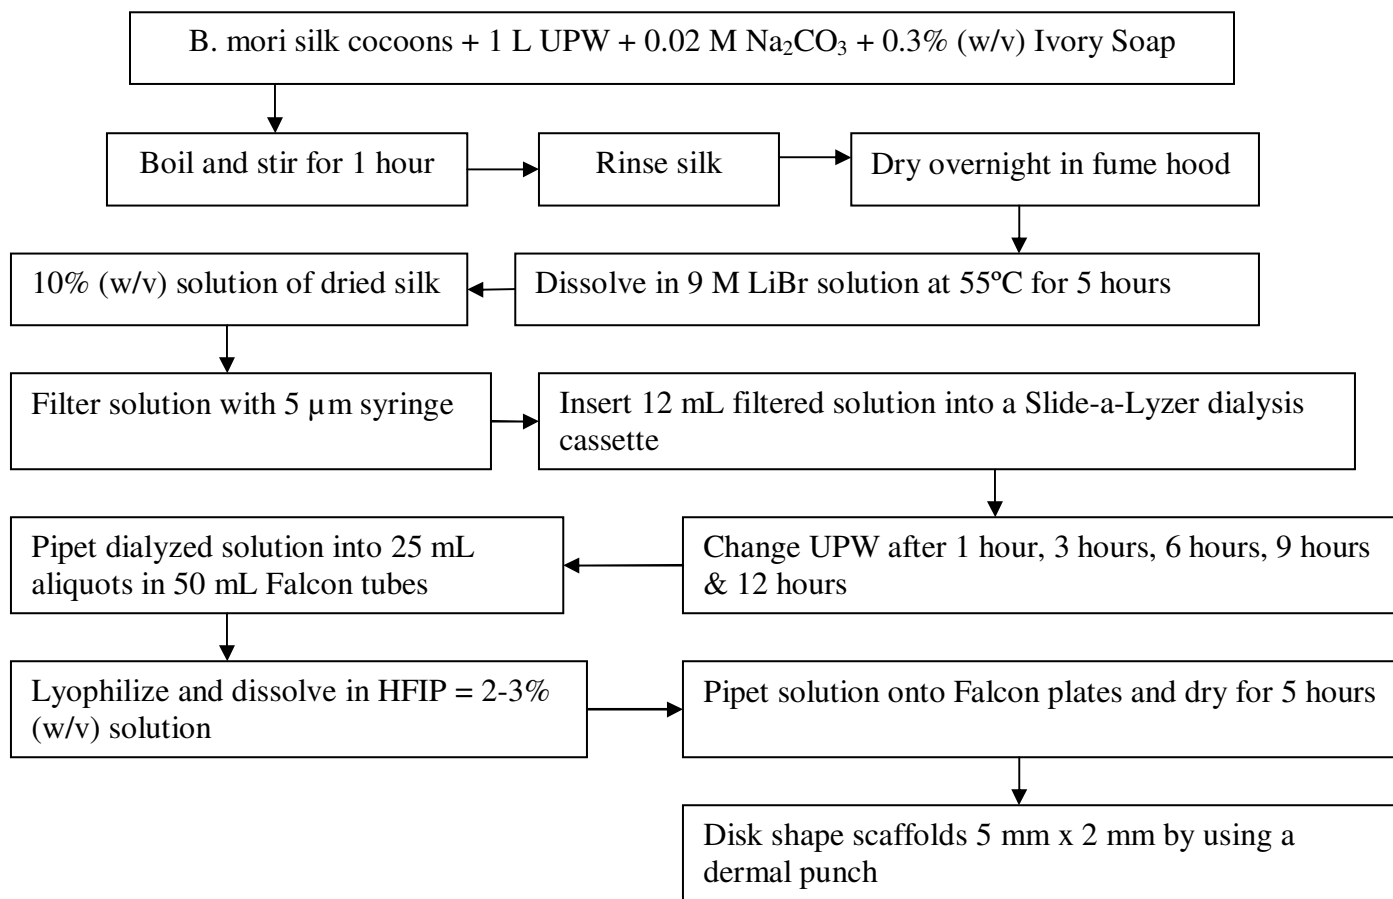 B. mori silk cocoons + 1 L UPW + 0.02 M Na₂CO₃ + 0.3% (w/v) Ivory Soap
Boil and stir for 1 hour
Rinse silk
Dry overnight in fume hood
10% (w/v) solution of dried silk
Dissolve in 9 M LiBr solution at 55ºC for 5 hours
Filter solution with 5 µm syringe
Insert 12 mL filtered solution into a Slide-a-Lyzer dialysis
cassette
Pipet dialyzed solution into 25 mL
aliquots in 50 mL Falcon tubes
Change UPW after 1 hour, 3 hours, 6 hours, 9 hours
& 12 hours
Lyophilize and dissolve in HFIP = 2-3%
(w/v) solution
Pipet solution onto Falcon plates and dry for 5 hours
Disk shape scaffolds 5 mm x 2 mm by using a
dermal punch